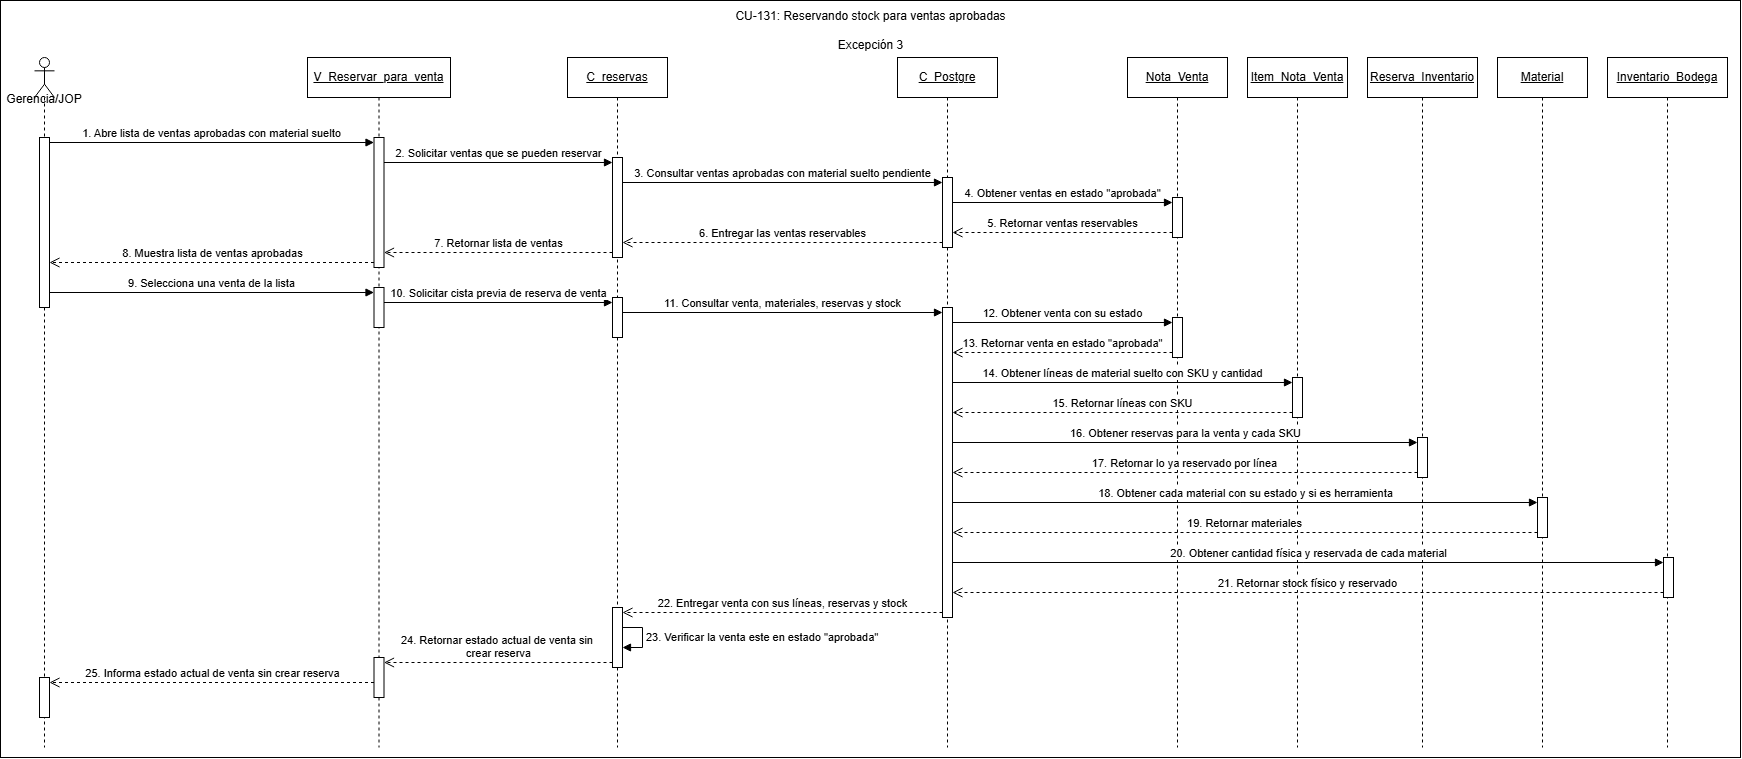 CU-131: Reservando stock para ventas aprobadas
Excepción 3
Gerencia/JOP
V_Reservar_para_venta
C_reservas
C_Postgre
Nota_Venta
Item_Nota_Venta
Reserva_Inventario
Material
Inventario_Bodega
1. Abre lista de ventas aprobadas con material suelto
2. Solicitar ventas que se pueden reservar
3. Consultar ventas aprobadas con material suelto pendiente
4. Obtener ventas en estado "aprobada"
5. Retornar ventas reservables
6. Entregar las ventas reservables
7. Retornar lista de ventas
8. Muestra lista de ventas aprobadas
9. Selecciona una venta de la lista
10. Solicitar cista previa de reserva de venta
11. Consultar venta, materiales, reservas y stock
12. Obtener venta con su estado
13. Retornar venta en estado "aprobada"
14. Obtener líneas de material suelto con SKU y cantidad
15. Retornar líneas con SKU
16. Obtener reservas para la venta y cada SKU
17. Retornar lo ya reservado por línea
18. Obtener cada material con su estado y si es herramienta
19. Retornar materiales
20. Obtener cantidad física y reservada de cada material
21. Retornar stock físico y reservado
22. Entregar venta con sus líneas, reservas y stock
23. Verificar la venta este en estado "aprobada"
24. Retornar estado actual de venta sin
crear reserva
25. Informa estado actual de venta sin crear reserva